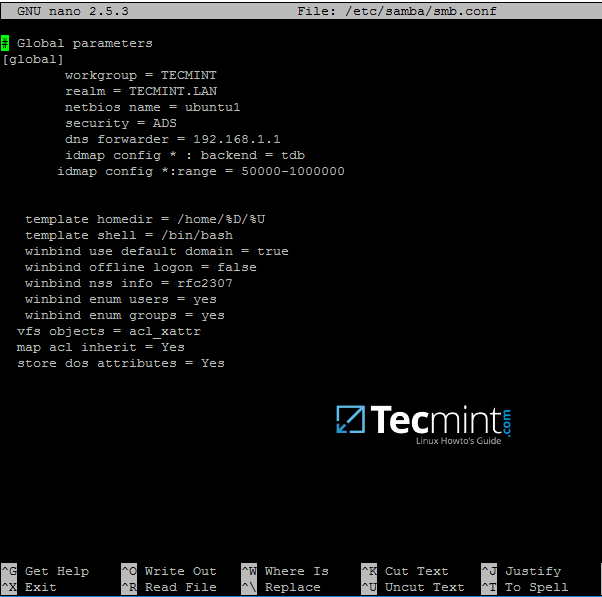 GNU nano 2.5.3 File: /etc/samba/smb.conf
# Global parameters
[global]
workgroup = TECMINT
realm = TECMINT.LAN
netbios name = ubuntu1
security = ADS
dns forwarder = 192.168.1.1
idmap config * : backend = tdb
idmap config *:range = 50000-1000000
template homedir = /home/%D/%U
template shell = /bin/bash
winbind use default domain = true
winbind offline logon = false
winbind nss info = rfc2307
winbind enum users = yes
winbind enum groups = yes
vfs objects = acl_xattr
map acl inherit = Yes
store dos attributes = Yes
Tecmint.com
Linux Howto's Guide
^G Get Help ^O Write Out ^W Where Is ^K Cut Text ^J Justify
^X Exit ^R Read File ^\ Replace ^U Uncut Text ^T To Spell